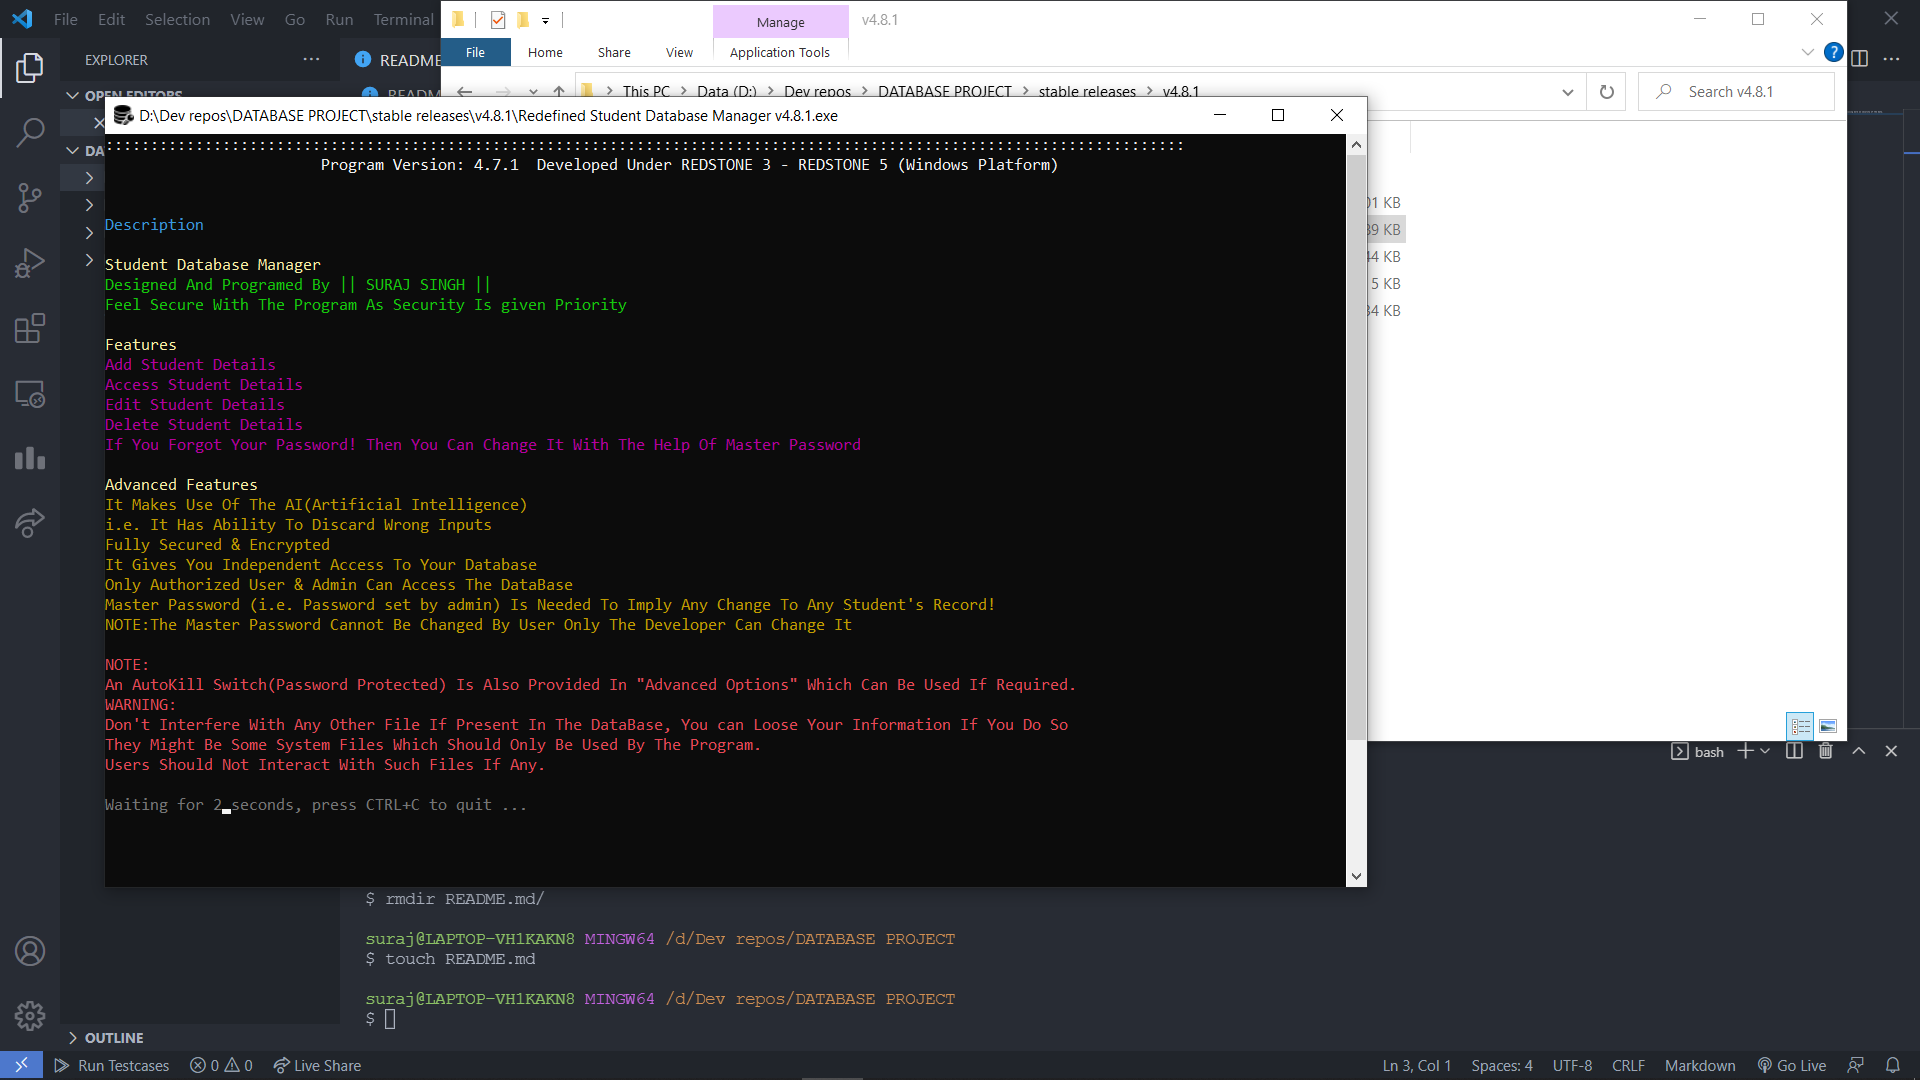 File Edit Selection View Go Run Terminal
Manage
v4.8.1
File Home Share View Application Tools
EXPLORER
README
OPEN EDITORS
README
This PC > Data (D:) > Dev repos > DATABASE PROJECT > stable releases > v4.8.1
Search v4.8.1
D:\Dev repos\DATABASE PROJECT\stable releases\v4.8.1\Redefined Student Database Manager v4.8.1.exe
DA
Program Version: 4.7.1  Developed Under REDSTONE 3 - REDSTONE 5 (Windows Platform)
Description
Student Database Manager
Designed And Programed By || SURAJ SINGH ||
Feel Secure With The Program As Security Is given Priority
Features
Add Student Details
Access Student Details
Edit Student Details
Delete Student Details
If You Forgot Your Password! Then You Can Change It With The Help Of Master Password
Advanced Features
It Makes Use Of The AI(Artificial Intelligence)
i.e. It Has Ability To Discard Wrong Inputs
Fully Secured & Encrypted
It Gives You Independent Access To Your Database
Only Authorized User & Admin Can Access The DataBase
Master Password (i.e. Password set by admin) Is Needed To Imply Any Change To Any Student's Record!
NOTE:The Master Password Cannot Be Changed By User Only The Developer Can Change It
NOTE:
An AutoKill Switch(Password Protected) Is Also Provided In "Advanced Options" Which Can Be Used If Required.
WARNING:
Don't Interfere With Any Other File If Present In The DataBase, You can Loose Your Information If You Do So
They Might Be Some System Files Which Should Only Be Used By The Program.
Users Should Not Interact With Such Files If Any.
Waiting for 2 seconds, press CTRL+C to quit ...
01 KB
39 KB
44 KB
5 KB
34 KB
bash
$ rmdir README.md/
suraj@LAPTOP-VH1KAKN8 MINGW64 /d/Dev repos/DATABASE PROJECT
$ touch README.md
suraj@LAPTOP-VH1KAKN8 MINGW64 /d/Dev repos/DATABASE PROJECT
$
OUTLINE
Run Testcases 0 0 Live Share
Ln 3, Col 1 Spaces: 4 UTF-8 CRLF Markdown Go Live